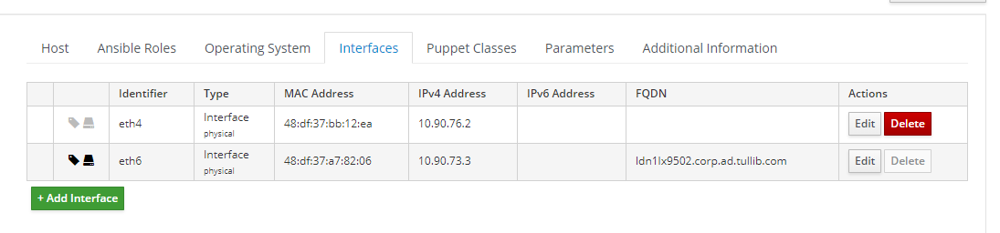 Host Ansible Roles Operating System Interfaces Puppet Classes Parameters Additional Information
Identifier Type MAC Address IPv4 Address IPv6 Address FQDN Actions
eth4 Interface physical 48:df:37:bb:12:ea 10.90.76.2 Edit Delete
eth6 Interface physical 48:df:37:a7:82:06 10.90.73.3 ldn1lx9502.corp.ad.tullib.com Edit Delete
+ Add Interface